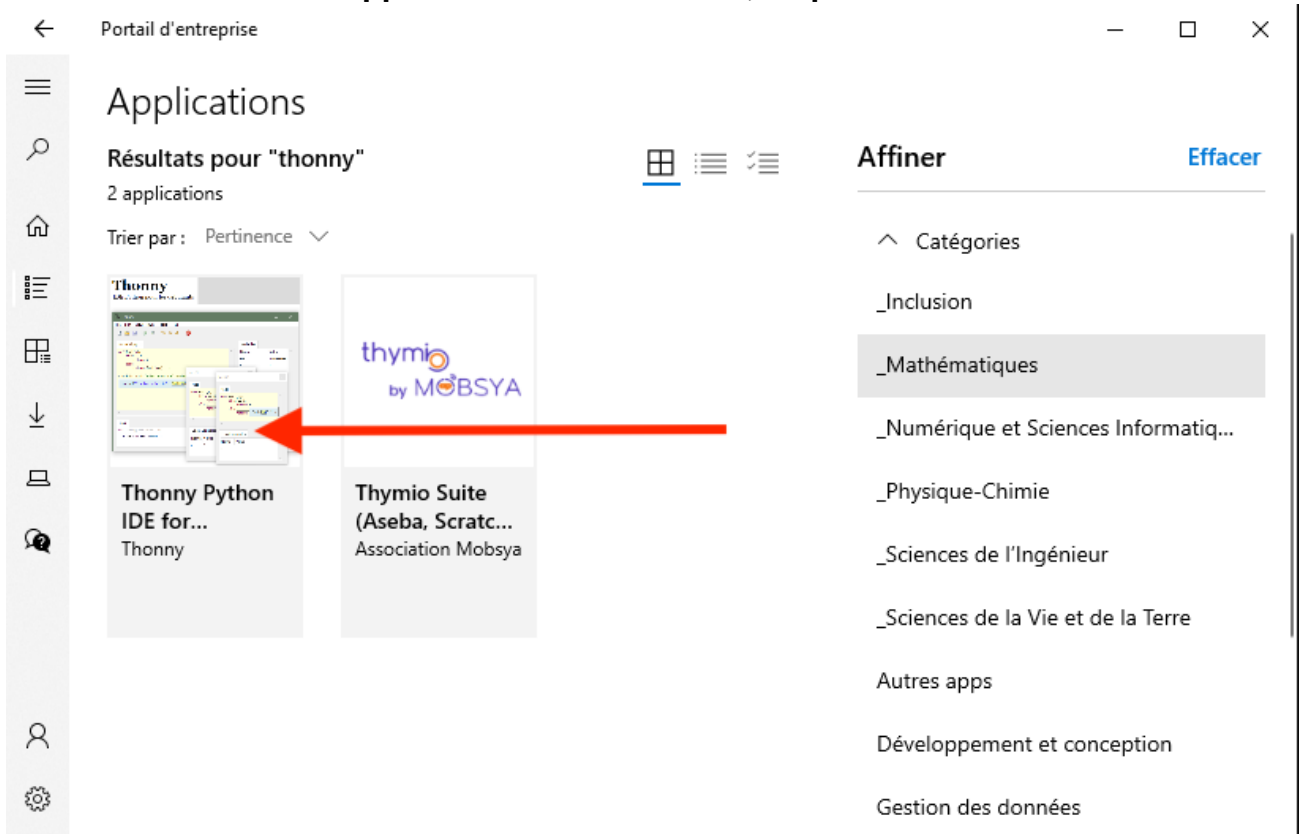 Portail d'entreprise
Applications
Résultats pour "thonny"
2 applications
Trier par : Pertinence
Thonny
thymio
by MOBSYA
Thonny Python
IDE for...
Thonny
Thymio Suite
(Aseba, Scratc...
Association Mobsya
Affiner
Effacer
Catégories
_Inclusion
_Mathématiques
_Numérique et Sciences Informatiq...
_Physique-Chimie
_Sciences de l'Ingénieur
_Sciences de la Vie et de la Terre
Autres apps
Développement et conception
Gestion des données